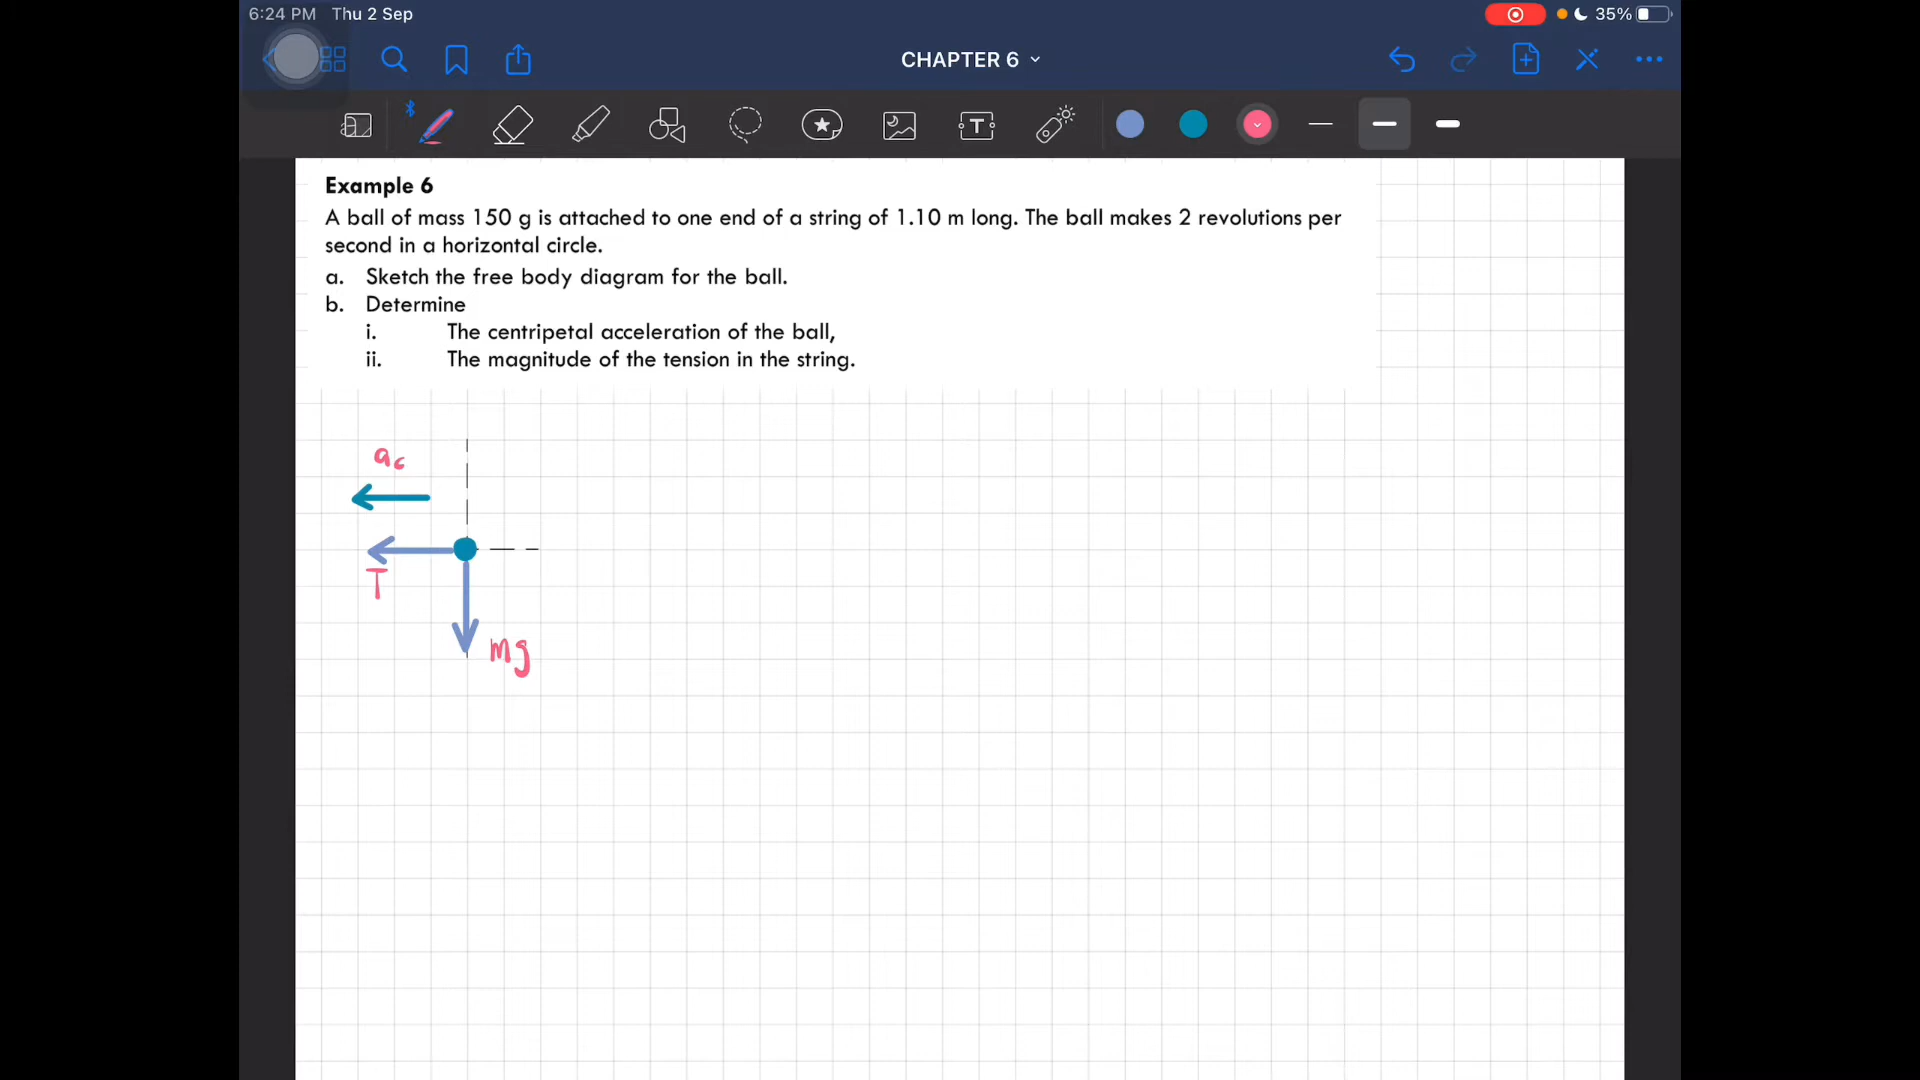 6:24 PM Thu 2 Sep
35%
CHAPTER 6
Example 6
A ball of mass 150 g is attached to one end of a string of 1.10 m long. The ball makes 2 revolutions per
second in a horizontal circle.
a. Sketch the free body diagram for the ball.
b. Determine
i. The centripetal acceleration of the ball,
ii. The magnitude of the tension in the string.
ac
T
mg